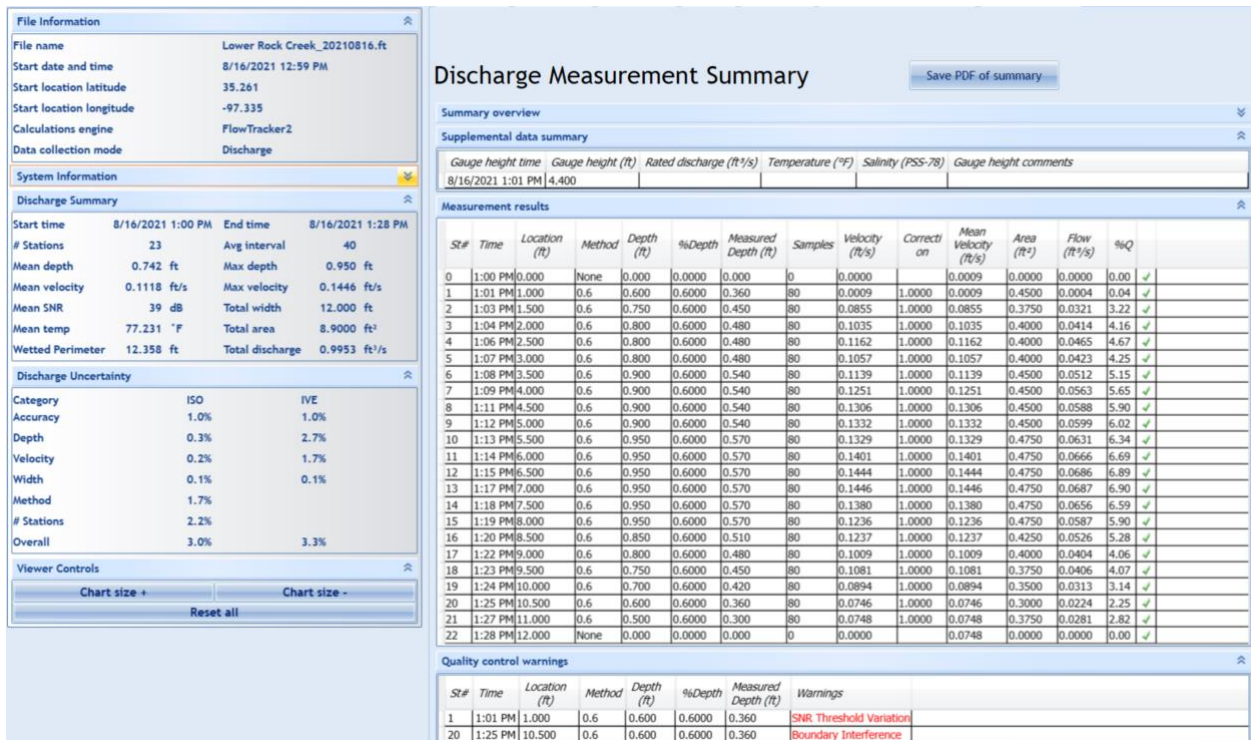 File Information
File name Lower Rock Creek_20210816.ft
Start date and time 8/16/2021 12:59 PM
Start location latitude 35.261
Start location longitude -97.335
Calculations engine FlowTracker2
Data collection mode Discharge
System Information
Discharge Summary
Start time 8/16/2021 1:00 PM End time 8/16/2021 1:28 PM
# Stations 23 Avg interval 40
Mean depth 0.742 ft Max depth 0.950 ft
Mean velocity 0.1118 ft/s Max velocity 0.1446 ft/s
Mean SNR 39 dB Total width 12.000 ft
Mean temp 77.231 °F Total area 8.9000 ft²
Wetted Perimeter 12.358 ft Total discharge 0.9953 ft³/s
Discharge Uncertainty
Category ISO IVE
Accuracy 1.0% 1.0%
Depth 0.3% 2.7%
Velocity 0.2% 1.7%
Width 0.1% 0.1%
Method 1.7%
# Stations 2.2%
Overall 3.0% 3.3%
Viewer Controls
Chart size + Chart size -
Reset all
Discharge Measurement Summary
Save PDF of summary
Summary overview
Supplemental data summary
Gauge height time Gauge height (ft) Rated discharge (ft³/s) Temperature (°F) Salinity (PSS-78) Gauge height comments
8/16/2021 1:01 PM 4.400
Measurement results
St# Time Location (ft) Method Depth (ft) %Depth Measured Depth (ft) Samples Velocity (ft/s) Correcti on Mean Velocity (ft/s) Area (ft²) Flow (ft³/s) %Q
0 1:00 PM 0.000 None 0.000 0.0000 0.000 0 0.0000 0.0009 0.0000 0.0000 0.00
1 1:01 PM 1.000 0.6 0.600 0.6000 0.360 80 0.0009 1.0000 0.0009 0.4500 0.0004 0.04
2 1:03 PM 1.500 0.6 0.750 0.6000 0.450 80 0.0855 1.0000 0.0855 0.3750 0.0321 3.22
3 1:04 PM 2.000 0.6 0.800 0.6000 0.480 80 0.1035 1.0000 0.1035 0.4000 0.0414 4.16
4 1:06 PM 2.500 0.6 0.800 0.6000 0.480 80 0.1162 1.0000 0.1162 0.4000 0.0465 4.67
5 1:07 PM 3.000 0.6 0.800 0.6000 0.480 80 0.1057 1.0000 0.1057 0.4000 0.0423 4.25
6 1:08 PM 3.500 0.6 0.900 0.6000 0.540 80 0.1139 1.0000 0.1139 0.4500 0.0512 5.15
7 1:09 PM 4.000 0.6 0.900 0.6000 0.540 80 0.1251 1.0000 0.1251 0.4500 0.0563 5.65
8 1:11 PM 4.500 0.6 0.900 0.6000 0.540 80 0.1306 1.0000 0.1306 0.4500 0.0588 5.90
9 1:12 PM 5.000 0.6 0.900 0.6000 0.540 80 0.1332 1.0000 0.1332 0.4500 0.0599 6.02
10 1:13 PM 5.500 0.6 0.950 0.6000 0.570 80 0.1329 1.0000 0.1329 0.4750 0.0631 6.34
11 1:14 PM 6.000 0.6 0.950 0.6000 0.570 80 0.1401 1.0000 0.1401 0.4750 0.0666 6.69
12 1:15 PM 6.500 0.6 0.950 0.6000 0.570 80 0.1444 1.0000 0.1444 0.4750 0.0686 6.89
13 1:17 PM 7.000 0.6 0.950 0.6000 0.570 80 0.1446 1.0000 0.1446 0.4750 0.0687 6.90
14 1:18 PM 7.500 0.6 0.950 0.6000 0.570 80 0.1380 1.0000 0.1380 0.4750 0.0656 6.59
15 1:19 PM 8.000 0.6 0.950 0.6000 0.570 80 0.1236 1.0000 0.1236 0.4750 0.0587 5.90
16 1:20 PM 8.500 0.6 0.850 0.6000 0.510 80 0.1237 1.0000 0.1237 0.4250 0.0526 5.28
17 1:22 PM 9.000 0.6 0.800 0.6000 0.480 80 0.1009 1.0000 0.1009 0.4000 0.0404 4.06
18 1:23 PM 9.500 0.6 0.750 0.6000 0.450 80 0.1081 1.0000 0.1081 0.3750 0.0406 4.07
19 1:24 PM 10.000 0.6 0.700 0.6000 0.420 80 0.0894 1.0000 0.0894 0.3500 0.0313 3.14
20 1:25 PM 10.500 0.6 0.600 0.6000 0.360 80 0.0746 1.0000 0.0746 0.3000 0.0224 2.25
21 1:27 PM 11.000 0.6 0.500 0.6000 0.300 80 0.0748 1.0000 0.0748 0.3750 0.0281 2.82
22 1:28 PM 12.000 None 0.000 0.0000 0.000 0 0.0000 0.0748 0.0000 0.0000 0.00
Quality control warnings
St# Time Location (ft) Method Depth (ft) %Depth Measured Depth (ft) Warnings
1 1:01 PM 1.000 0.6 0.600 0.6000 0.360 SNR Threshold Variation
20 1:25 PM 10.500 0.6 0.600 0.6000 0.360 Boundary Interference